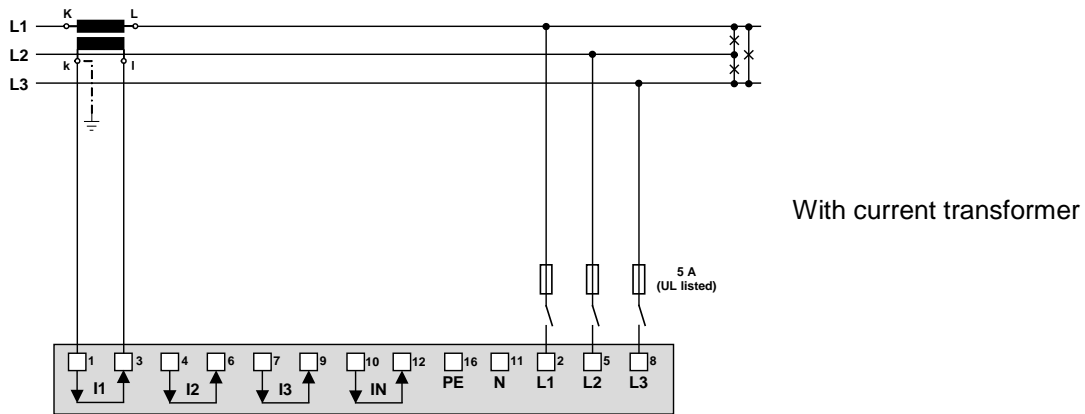 K L
L1
L2
k l
L3
With current transformer
5 A
(UL listed)
1 3 4 6 7 9 10 12 16 11 2 5 8
I1 I2 I3 IN PE N L1 L2 L3